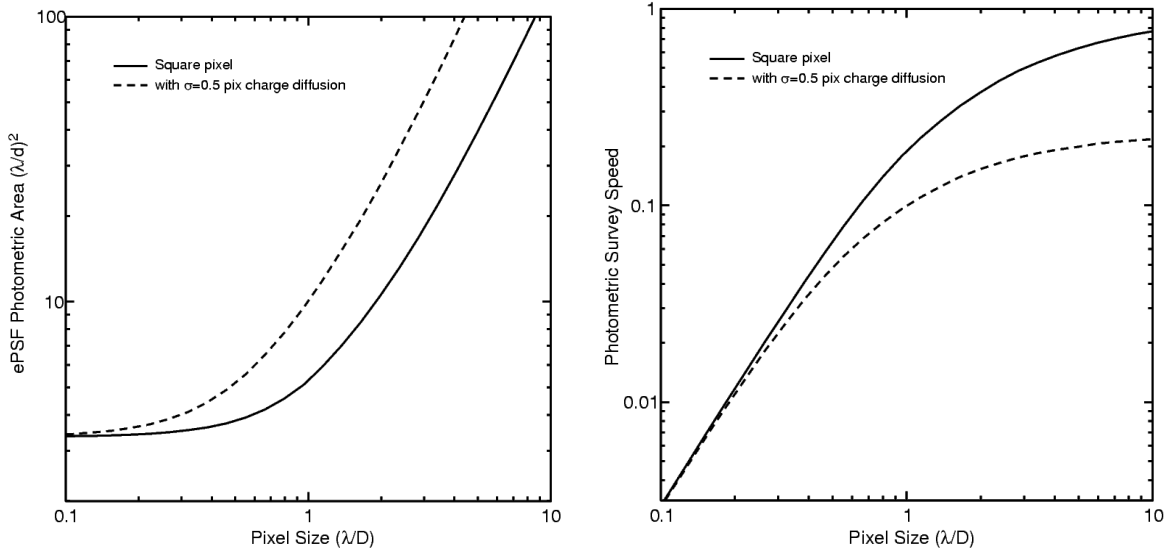 100
Square pixel
with σ=0.5 pix charge diffusion
ePSF Photometric Area (λ/d)²
10
0.1
1
10
Pixel Size (λ/D)
1
Square pixel
with σ=0.5 pix charge diffusion
Photometric Survey Speed
0.1
0.01
0.1
1
10
Pixel Size (λ/D)